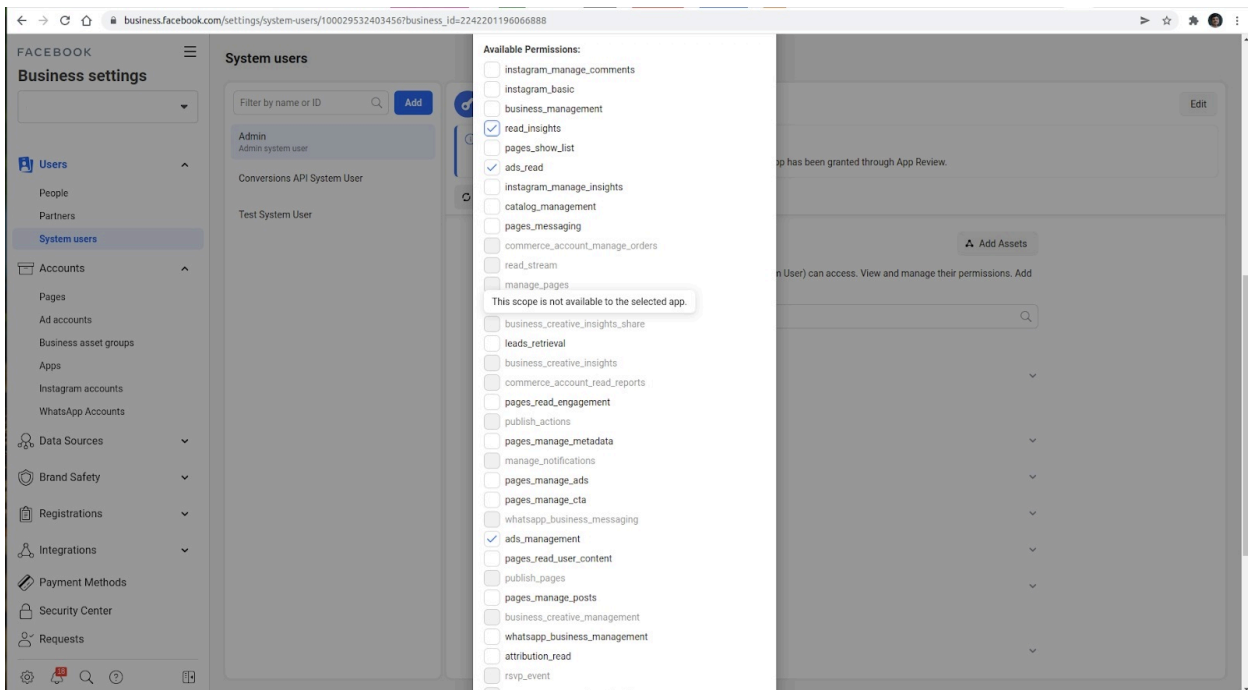 business.facebook.com/settings/system-users/100029532403456?business_id=2242201196066888
FACEBOOK
Business settings
Users
People
Partners
System users
Accounts
Pages
Ad accounts
Business asset groups
Apps
Instagram accounts
WhatsApp Accounts
Data Sources
Brand Safety
Registrations
Integrations
Payment Methods
Security Center
Requests
18
System users
Filter by name or ID
Add
Admin
Admin system user
Conversions API System User
Test System User
Available Permissions:
instagram_manage_comments
instagram_basic
business_management
read_insights
pages_show_list
ads_read
instagram_manage_insights
catalog_management
pages_messaging
commerce_account_manage_orders
read_stream
manage_pages
This scope is not available to the selected app.
business_creative_insights_share
leads_retrieval
business_creative_insights
commerce_account_read_reports
pages_read_engagement
publish_actions
pages_manage_metadata
manage_notifications
pages_manage_ads
pages_manage_cta
whatsapp_business_messaging
ads_management
pages_read_user_content
publish_pages
pages_manage_posts
business_creative_management
whatsapp_business_management
attribution_read
rsvp_event
Edit
has been granted through App Review.
Add Assets
User) can access. View and manage their permissions. Add